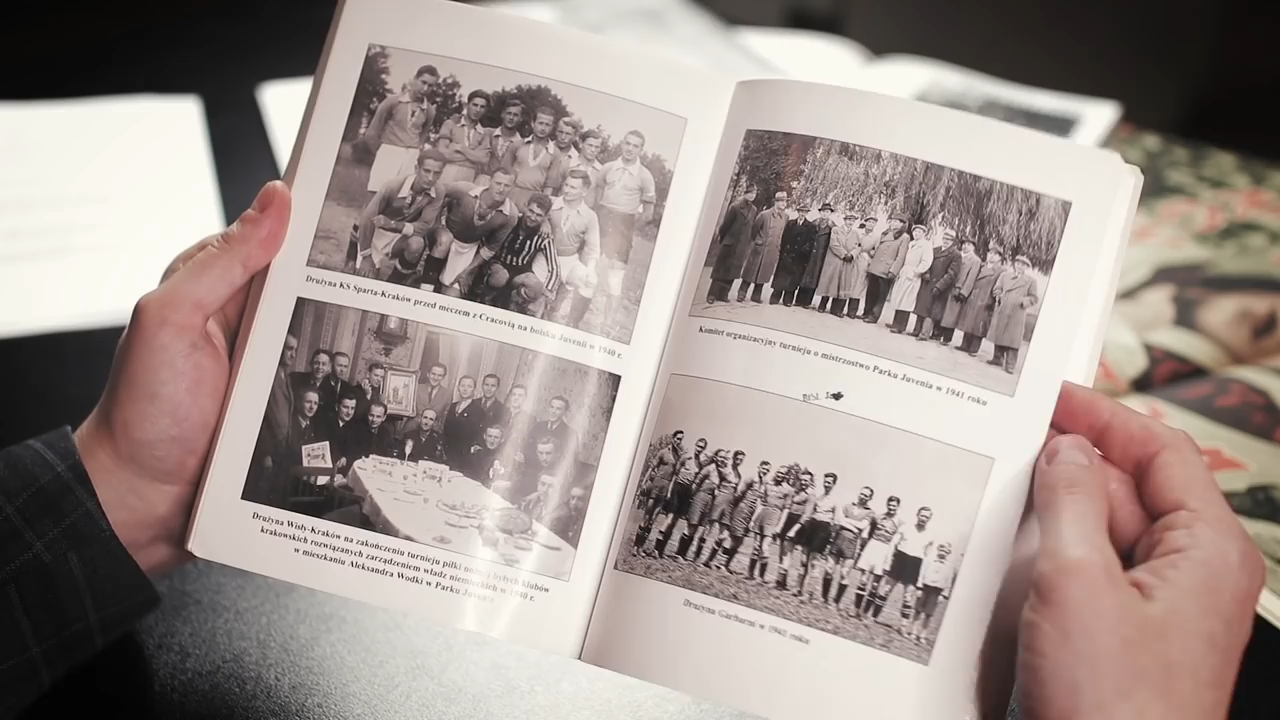 Drużyna KS Sparta-Kraków przed meczem z Cracovią na boisku Juvenii w 1940 r.
Drużyna Wisły-Kraków na zakończeniu turnieju piłki nożnej byłych klubów
krakowskich rozwiązanych zarządzeniem władz niemieckich w 1940 r.
w mieszkaniu Aleksandra Wodki w Parku Juvenia
Komitet organizacyjny turnieju o mistrzostwo Parku Juvenia w 1941 roku
Drużyna Garbarni w 1941 roku